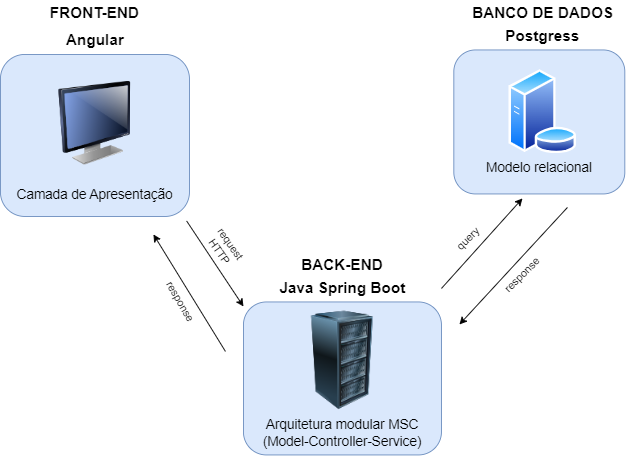 FRONT-END
Angular
Camada de Apresentação
BANCO DE DADOS
Postgress
Modelo relacional
request
HTTP
response
query
response
BACK-END
Java Spring Boot
Arquitetura modular MSC
(Model-Controller-Service)